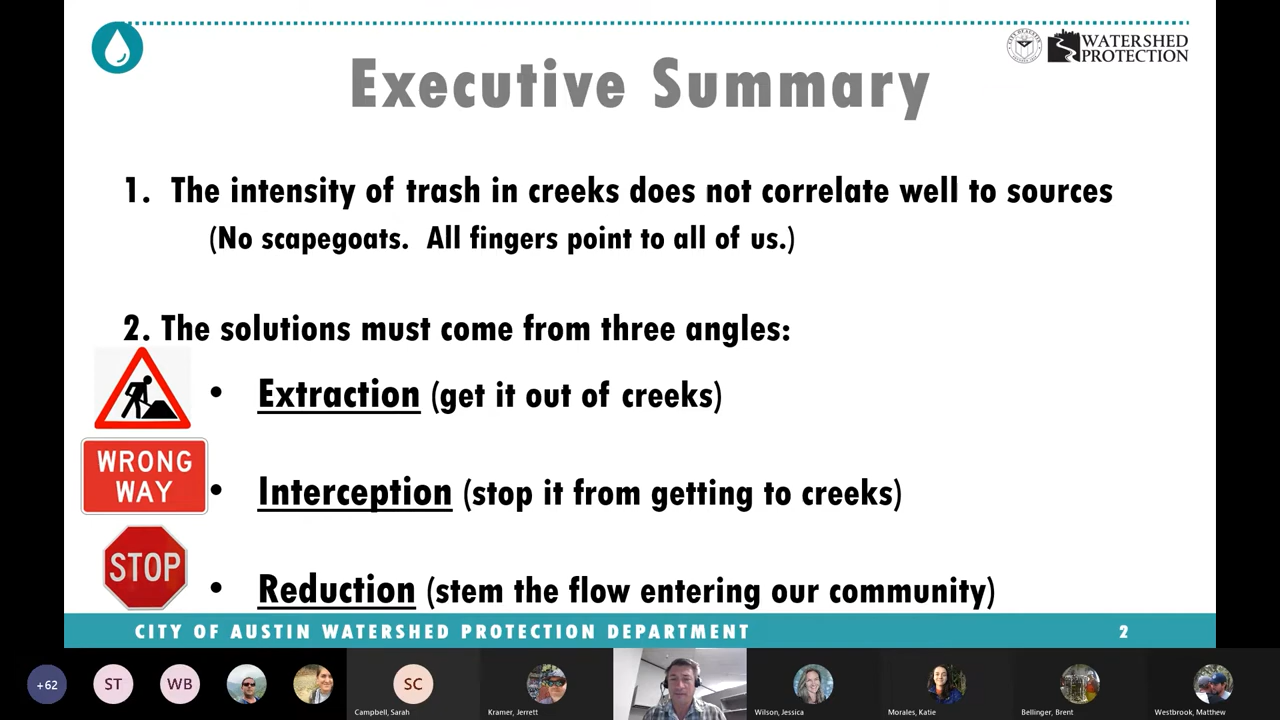 WATERSHED
PROTECTION
Executive Summary
1. The intensity of trash in creeks does not correlate well to sources
(No scapegoats. All fingers point to all of us.)
2. The solutions must come from three angles:
• Extraction (get it out of creeks)
WRONG
WAY
• Interception (stop it from getting to creeks)
STOP
• Reduction (stem the flow entering our community)
CITY OF AUSTIN WATERSHED PROTECTION DEPARTMENT 2
+62
ST
WB
SC
Campbell, Sarah
Kramer, Jerrett
Wilson, Jessica
Morales, Katie
Bellinger, Brent
Westbrook, Matthew